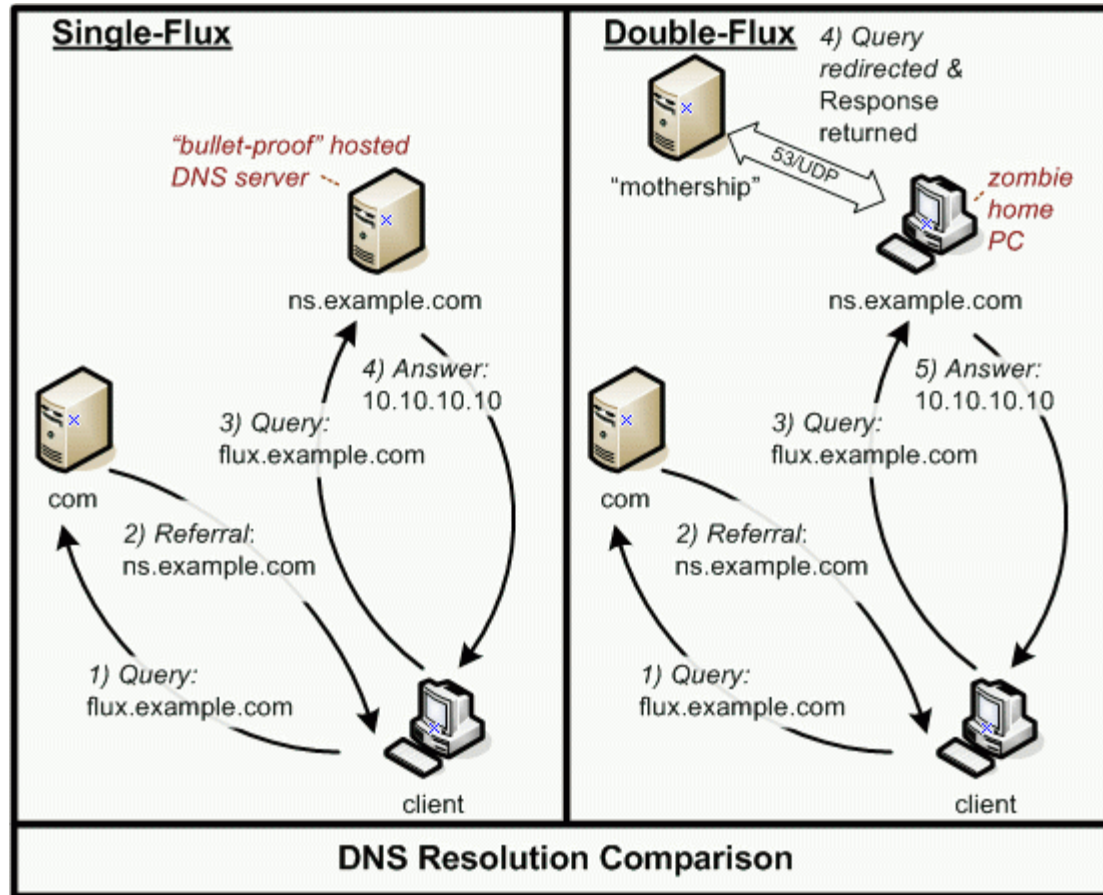 Single-Flux
"bullet-proof" hosted
DNS server
ns.example.com
4) Answer:
10.10.10.10
3) Query:
flux.example.com
com
2) Referral:
ns.example.com
1) Query:
flux.example.com
client
Double-Flux
4) Query
redirected &
Response
returned
53/UDP
"mothership"
zombie
home
PC
ns.example.com
5) Answer:
10.10.10.10
3) Query:
flux.example.com
com
2) Referral:
ns.example.com
1) Query:
flux.example.com
client
DNS Resolution Comparison